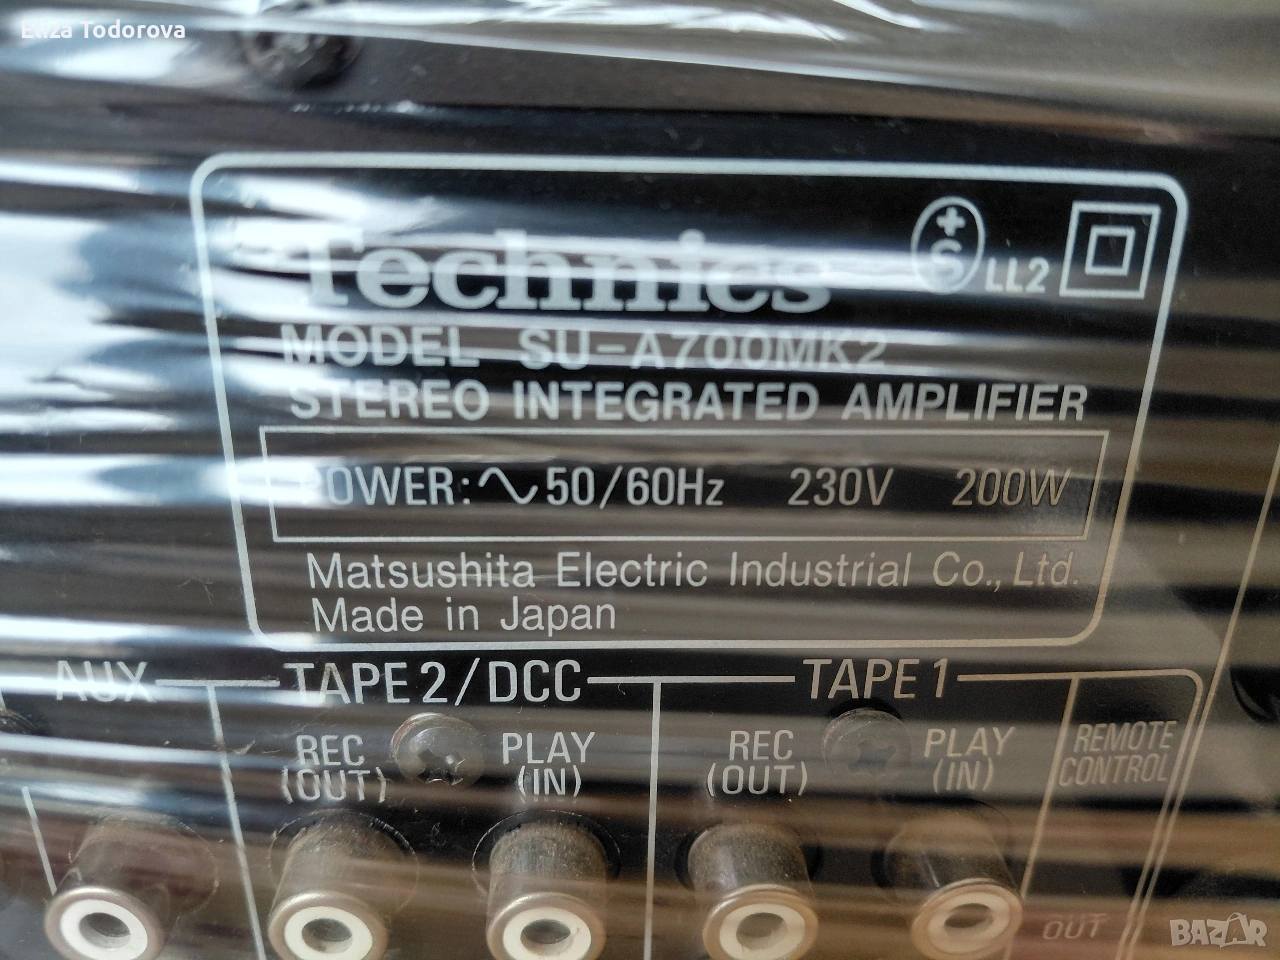 Eliza Todorova
Technics
+S LL2
MODEL SU-A700MK2
STEREO INTEGRATED AMPLIFIER
POWER: ∿ 50/60Hz 230V 200W
Matsushita Electric Industrial Co., Ltd.
Made in Japan
AUX TAPE 2/DCC TAPE 1
REC (OUT) PLAY (IN) REC (OUT) PLAY (IN) REMOTE CONTROL
OUT
BAZAR